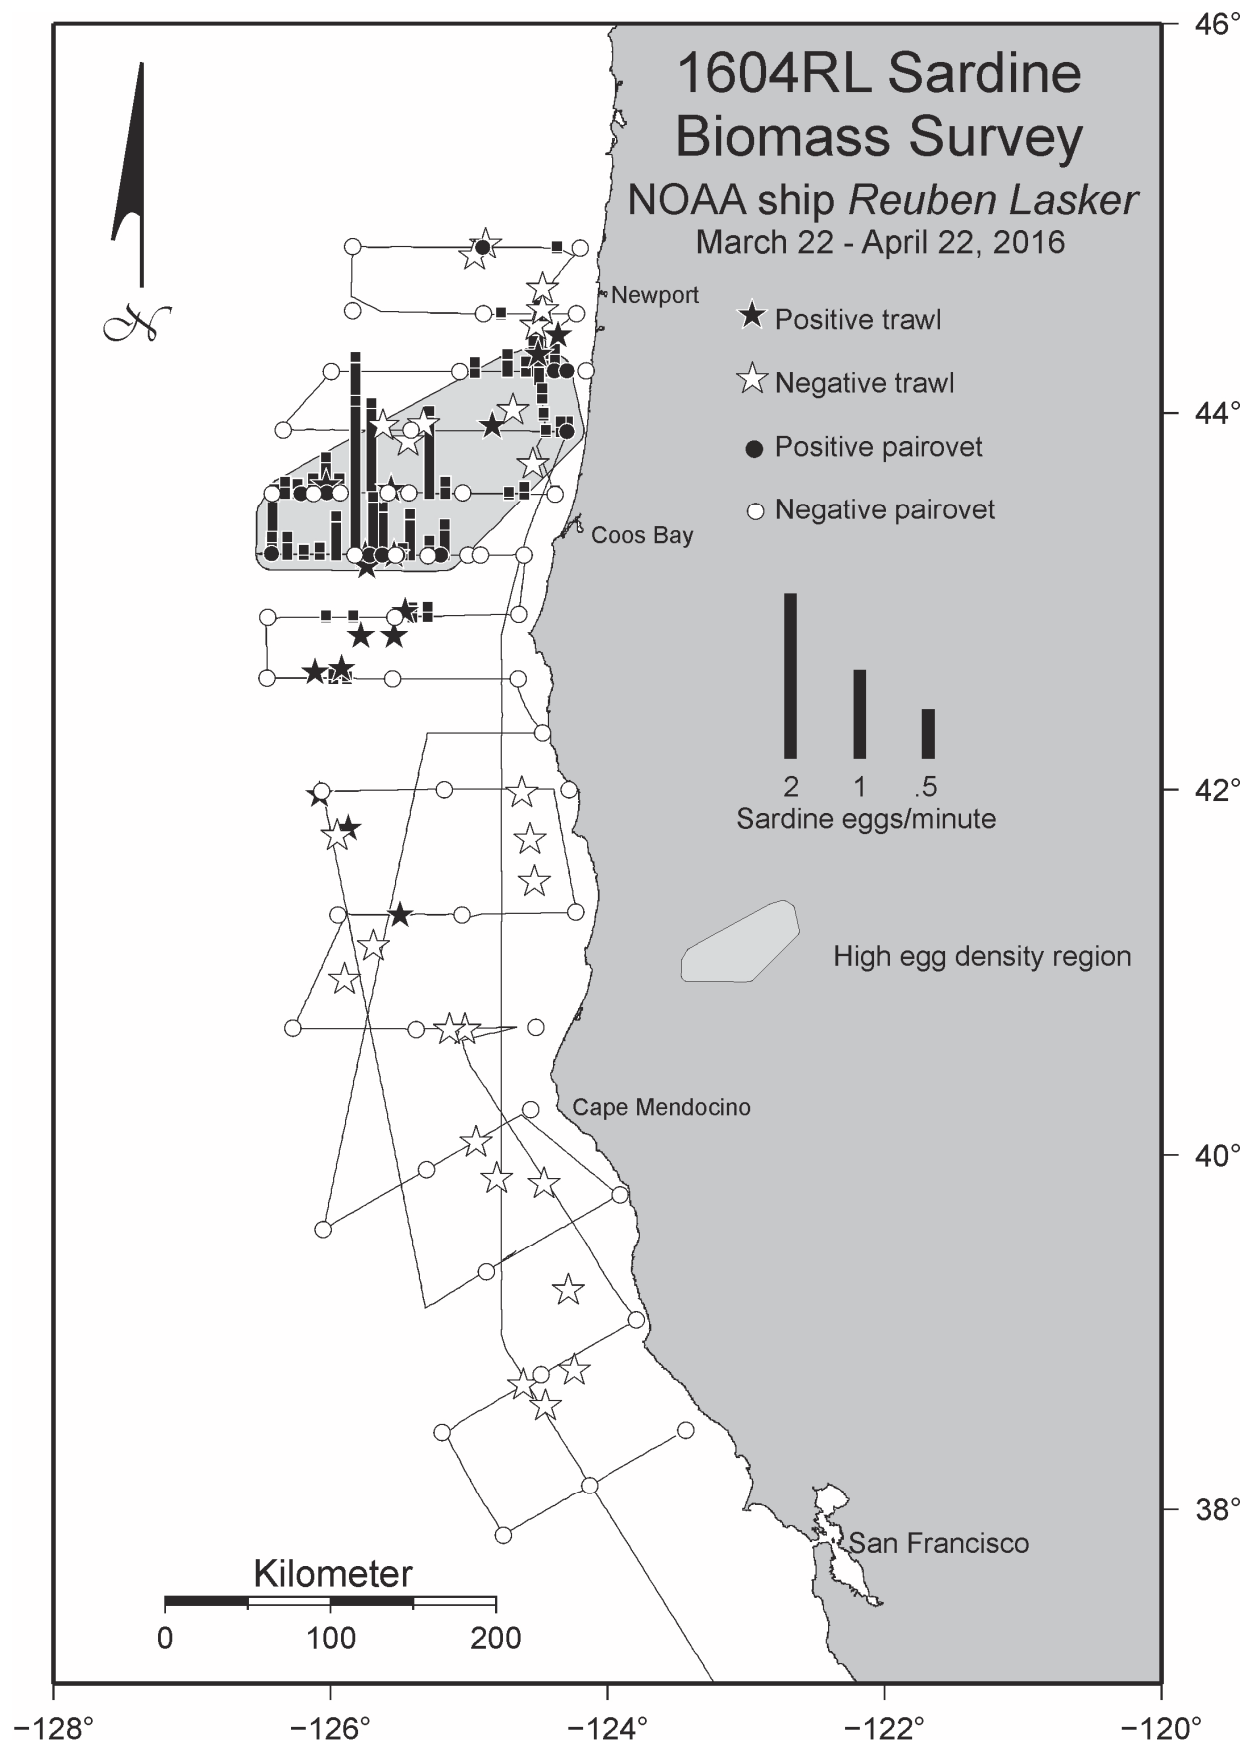 1604RL Sardine
Biomass Survey
NOAA ship Reuben Lasker
March 22 - April 22, 2016
N
Newport
Positive trawl
Negative trawl
Positive pairovet
Negative pairovet
Coos Bay
2 1 .5
Sardine eggs/minute
High egg density region
Cape Mendocino
San Francisco
Kilometer
0 100 200
46°
44°
42°
40°
38°
−128° −126° −124° −122° −120°